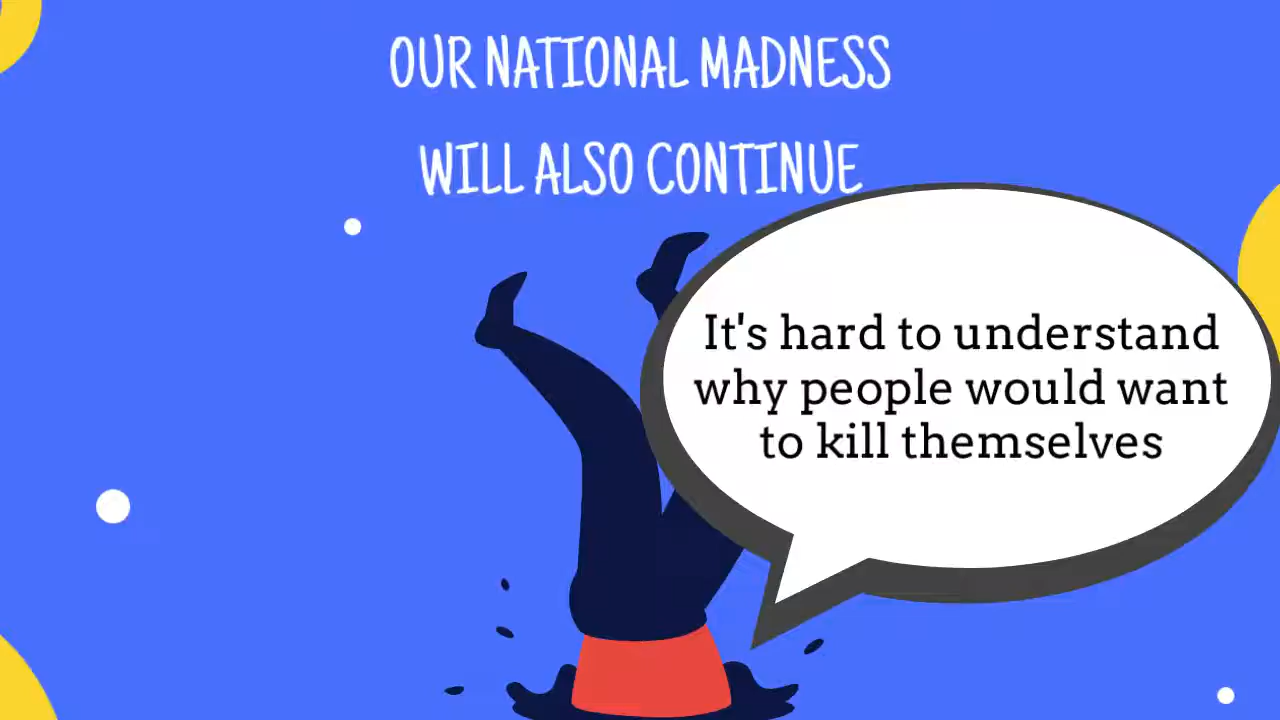 OUR NATIONAL MADNESS
WILL ALSO CONTINUE
It's hard to understand
why people would want
to kill themselves